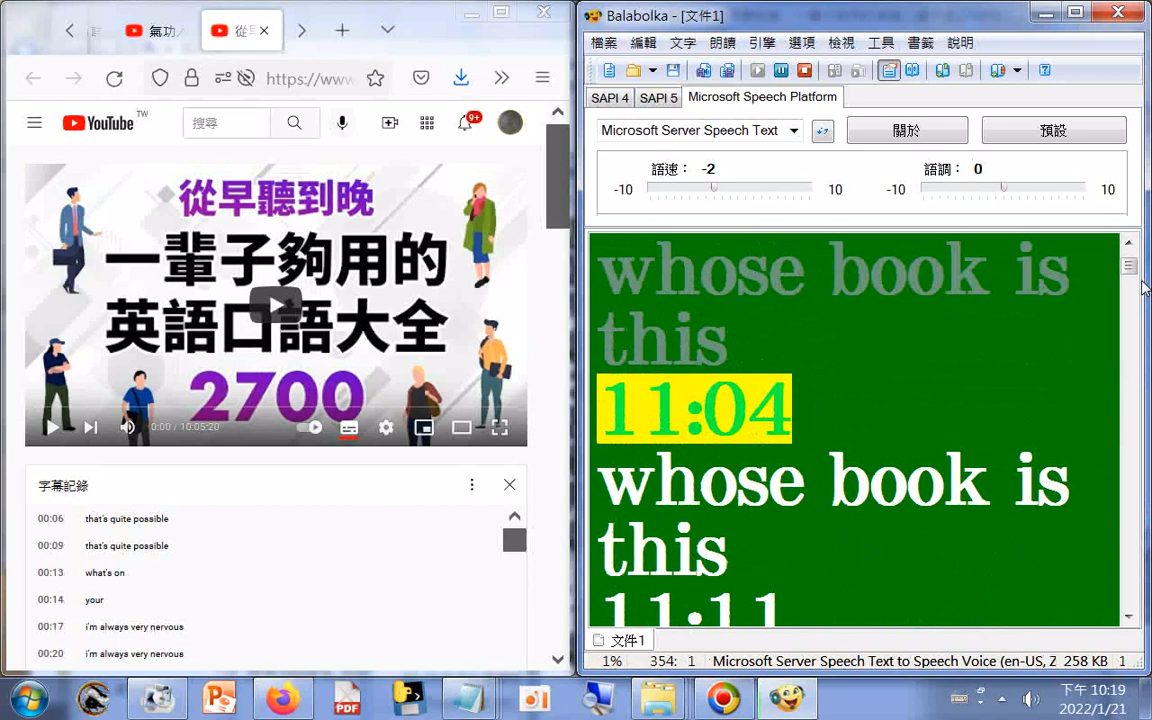 氣功
從
https://www
YouTube TW
搜尋
9+
從早聽到晚
一輩子夠用的
英語口語大全
2700
0:00 / 10:05:20
字幕記錄
00:06 that's quite possible
00:09 that's quite possible
00:13 what's on
00:14 your
00:17 i'm always very nervous
00:20 i'm always very nervous
Balabolka - [文件1]
檔案 編輯 文字 朗讀 引擎 選項 檢視 工具 書籤 說明
SAPI 4 SAPI 5 Microsoft Speech Platform
Microsoft Server Speech Text 關於 預設
語速： -2 語調： 0
-10 10 -10 10
whose book is
this
11:04
whose book is
this
11:11
文件1
1% 354: 1 Microsoft Server Speech Text to Speech Voice (en-US, Z 258 KB 1
PDF
下午 10:19
2022/1/21